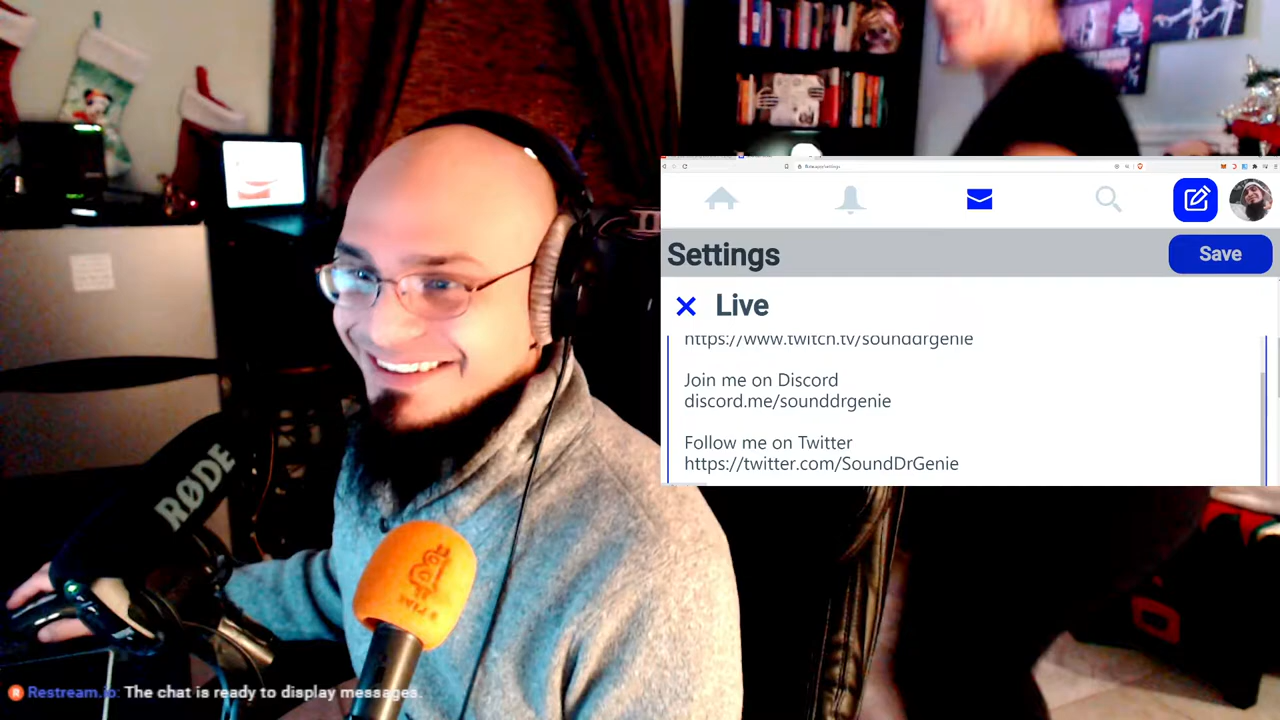 Settings
Save
Live
https://www.twitch.tv/sounddrgenie
Join me on Discord
discord.me/sounddrgenie
Follow me on Twitter
https://twitter.com/SoundDrGenie
RØDE
Restream.io: The chat is ready to display messages.